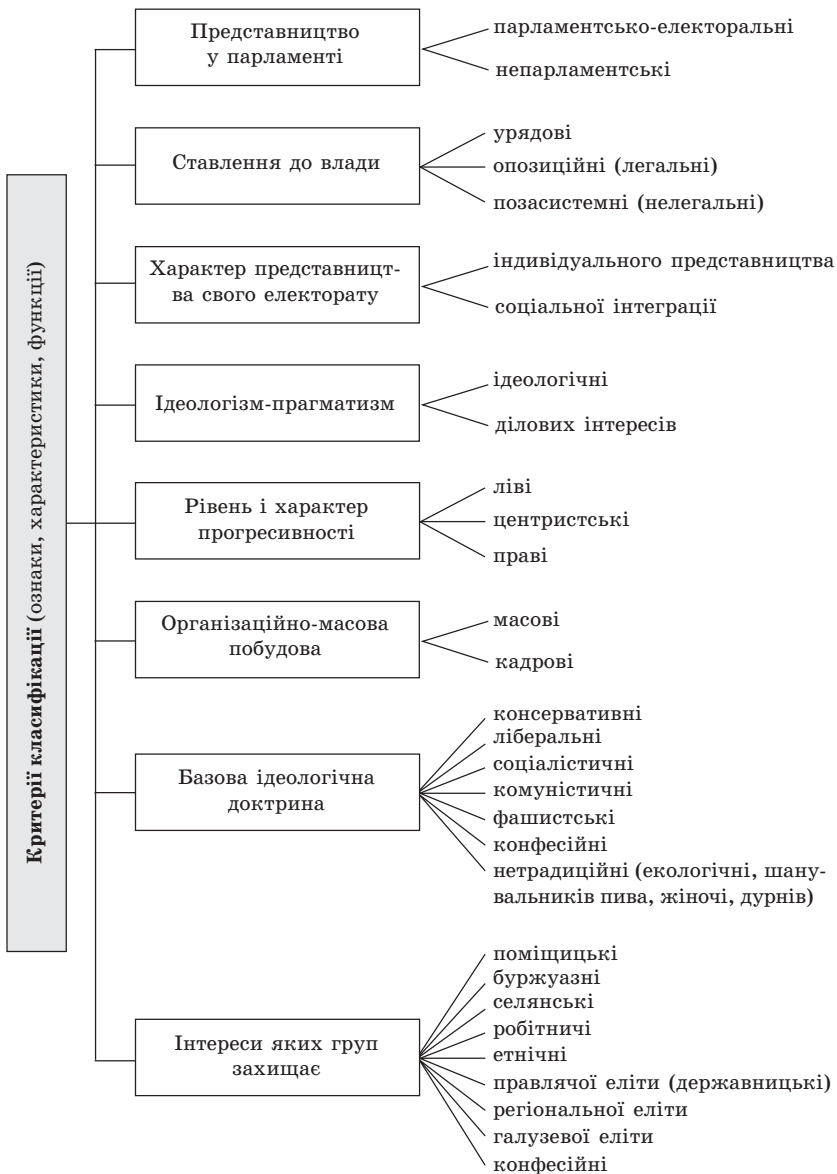 Критерії класифікації (ознаки, характеристики, функції)
Представництво
у парламенті
парламентсько-електоральні
непарламентські
Ставлення до влади
урядові
опозиційні (легальні)
позасистемні (нелегальні)
Характер представницт-
ва свого електорату
індивідуального представництва
соціальної інтеграції
Ідеологізм-прагматизм
ідеологічні
ділових інтересів
Рівень і характер
прогресивності
ліві
центристські
праві
Організаційно-масова
побудова
масові
кадрові
Базова ідеологічна
доктрина
консервативні
ліберальні
соціалістичні
комуністичні
фашистські
конфесійні
нетрадиційні (екологічні, шану-
вальників пива, жіночі, дурнів)
Інтереси яких груп
захищає
поміщицькі
буржуазні
селянські
робітничі
етнічні
правлячої еліти (державницькі)
регіональної еліти
галузевої еліти
конфесійні